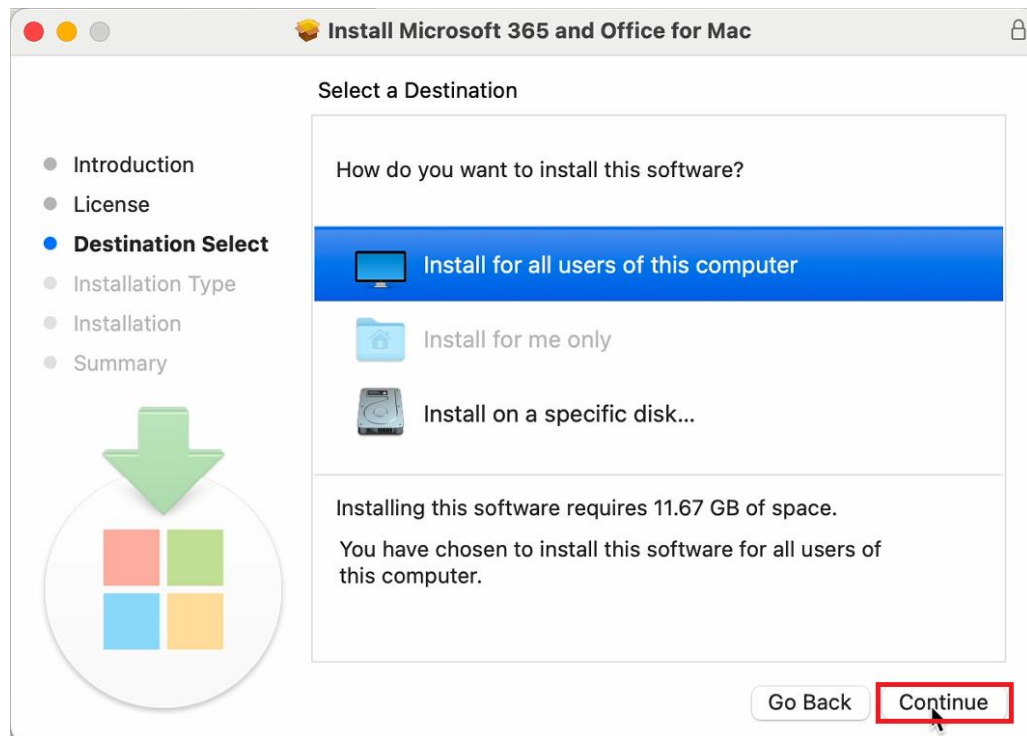 Install Microsoft 365 and Office for Mac
Select a Destination
Introduction
License
Destination Select
Installation Type
Installation
Summary
How do you want to install this software?
Install for all users of this computer
Install for me only
Install on a specific disk...
Installing this software requires 11.67 GB of space.
You have chosen to install this software for all users of
this computer.
Go Back
Continue